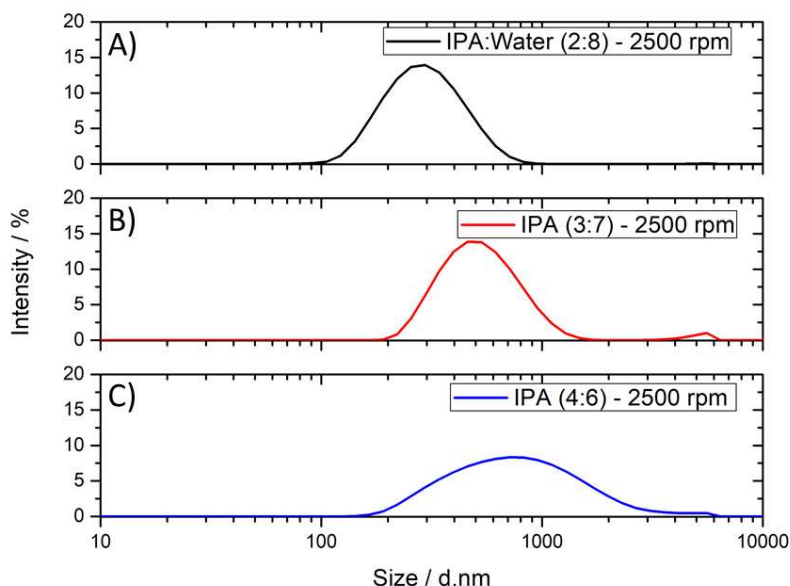 A)
IPA:Water (2:8) - 2500 rpm
20
15
10
5
0
B)
IPA (3:7) - 2500 rpm
20
15
10
5
0
Intensity / %
C)
IPA (4:6) - 2500 rpm
20
15
10
5
0
10 100 1000 10000
Size / d.nm